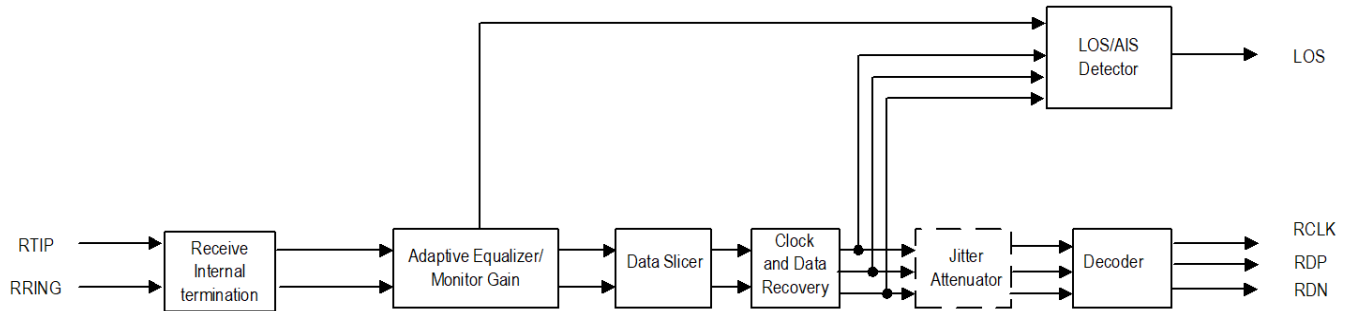 LOS/AIS
Detector
LOS
RTIP
RRING
Receive
Internal
termination
Adaptive Equalizer/
Monitor Gain
Data Slicer
Clock
and Data
Recovery
Jitter
Attenuator
Decoder
RCLK
RDP
RDN